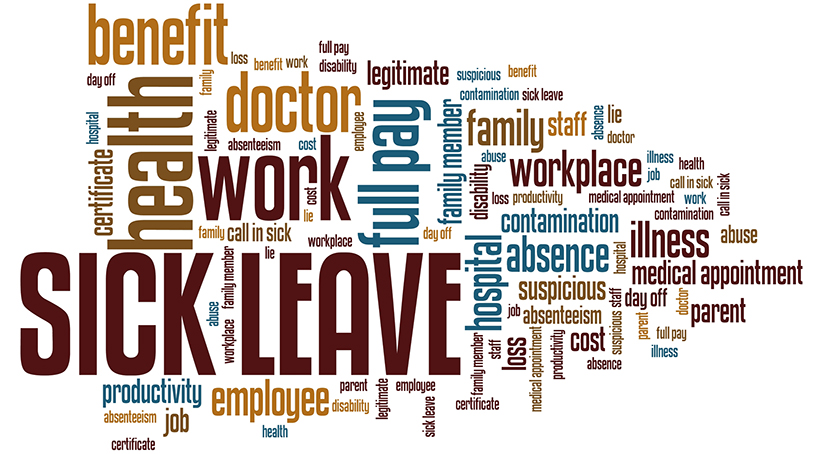 benefit
loss
benefit
work
full pay
disability
day off
family
legitimate
suspicious
benefit
contamination
sick leave
health
doctor
employee
hospital
legitimate
absenteeism
cost
full pay
family member
family
staff
absence
lie
doctor
certificate
work
cost
lie
abuse
workplace
illness
health
job
call in sick
call in sick
disability
loss
productivity
medical appointment
work
contamination
family
call in sick
workplace
day off
contamination
illness
abuse
lie
SICK LEAVE
abuse
workplace
family member
hospital
absence
hospital
medical appointment
suspicious
staff
day off
doctor
parent
job
absenteeism
cost
suspicious
parent
full pay
illness
family member
staff
loss
medical appointment
productivity
absence
productivity
employee
parent
employee
disability
legitimate
sick leave
certificate
absenteeism
job
health
certificate